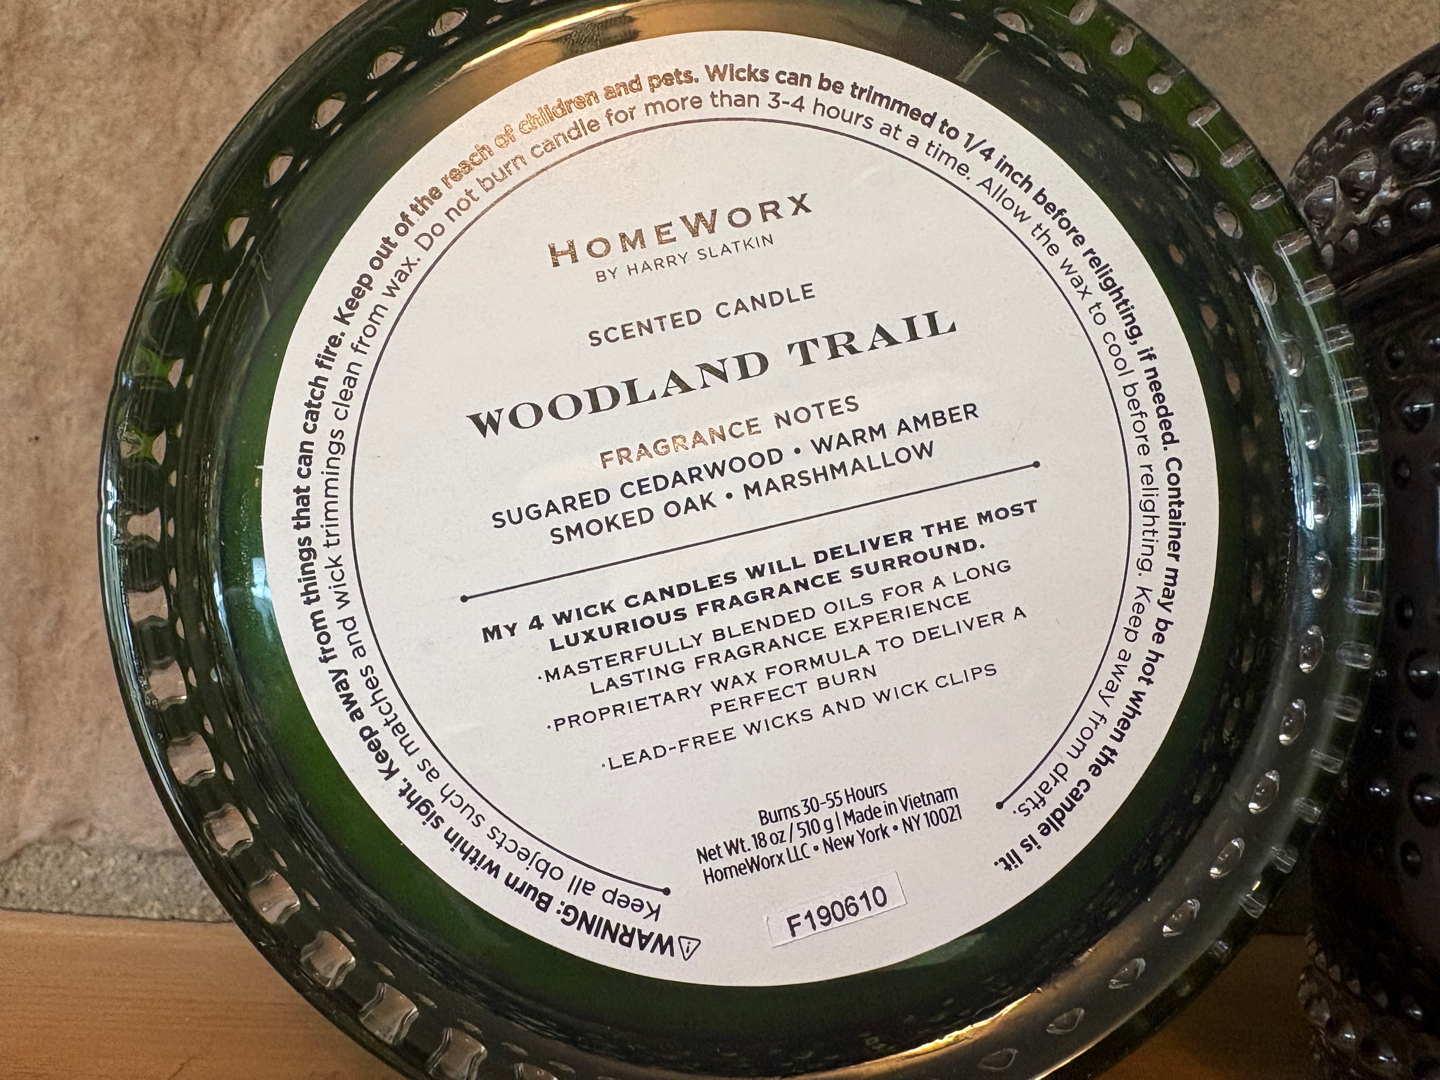 HOMEWORX
BY HARRY SLATKIN
SCENTED CANDLE
WOODLAND TRAIL
FRAGRANCE NOTES
SUGARED CEDARWOOD • WARM AMBER
SMOKED OAK • MARSHMALLOW
MY 4 WICK CANDLES WILL DELIVER THE MOST
LUXURIOUS FRAGRANCE SURROUND.
·MASTERFULLY BLENDED OILS FOR A LONG
LASTING FRAGRANCE EXPERIENCE
·PROPRIETARY WAX FORMULA TO DELIVER A
PERFECT BURN
·LEAD-FREE WICKS AND WICK CLIPS
Burns 30-55 Hours
Net Wt. 18 oz / 510 g | Made in Vietnam
HomeWorx LLC • New York • NY 10021
F190610
⚠WARNING: Burn within sight. Keep away from things that can catch fire. Keep out of the reach of children and pets. Wicks can be trimmed to 1/4 inch before relighting, if needed. Container may be hot when the candle is lit.
Keep all objects such as matches and wick trimmings clean from wax. Do not burn candle for more than 3-4 hours at a time. Allow the wax to cool before relighting. Keep away from drafts.